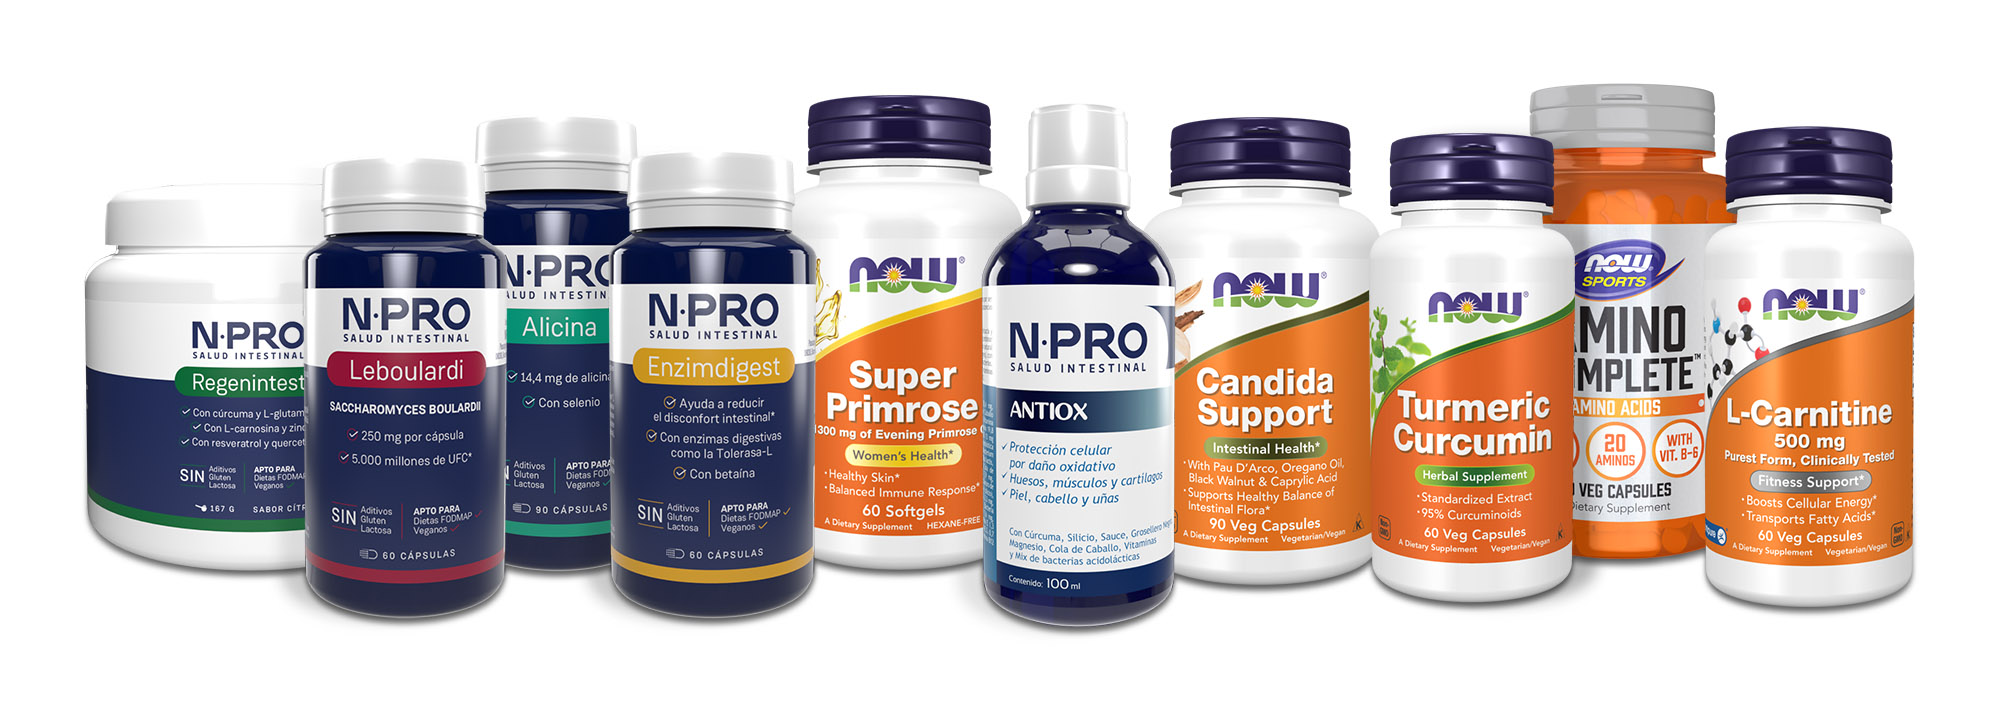 N·PRO
SALUD INTESTINAL
Regenintest
Con cúrcuma y L-glutam
Con L-carnosina y zinc
Con resveratrol y querce
SIN
Aditivos
Gluten
Lactosa
APTO PARA
Dietas FODMA
Veganos
167 G
SABOR CÍTR
N·PRO
SALUD INTESTINAL
Leboulardi
SACCHAROMYCES BOULARDII
250 mg por cápsula
5.000 millones de UFC*
SIN
Aditivos
Gluten
Lactosa
APTO PARA
Dietas FODMAP
Veganos
60 CÁPSULAS
N·PRO
ALUD INTESTIN
Alicina
14,4 mg de alicina
Con selenio
Aditivos
Gluten
Lactosa
APTO PARA
Dietas FODMA
Veganos
90 CÁPSULAS
N·PRO
SALUD INTESTINAL
Enzimdigest
Ayuda a reducir
el disconfort intestinal*
Con enzimas digestivas
como la Tolerasa-L
Con betaína
SIN
Aditivos
Gluten
Lactosa
APTO PARA
Dietas FODMAP
Veganos
60 CÁPSULAS
NOW®
Super
Primrose
1300 mg of Evening Primrose
Women's Health*
• Healthy Skin*
• Balanced Immune Response*
60 Softgels
A Dietary Supplement HEXANE-FREE
N·PRO
SALUD INTESTINAL
ANTIOX
Protección celular
por daño oxidativo
Huesos, músculos y cartílagos
Piel, cabello y uñas
Con Cúrcuma, Silicio, Sauce, Grosellero Negro
Magnesio, Cola de Caballo, Vitaminas
y Mix de bacterias acidolácticas
Contenido: 100 ml
NOW®
Candida
Support
Intestinal Health*
• With Pau D'Arco, Oregano Oil,
Black Walnut & Caprylic Acid
• Supports Healthy Balance of
Intestinal Flora*
90 Veg Capsules
A Dietary Supplement Vegetarian/Vegan
NOW®
Turmeric
Curcumin
Herbal Supplement
• Standardized Extract
• 95% Curcuminoids
60 Veg Capsules
A Dietary Supplement Vegetarian/Vegan
NOW
SPORTS
MINO
MPLETE™
AMINO ACIDS
20
AMINOS
WITH
VIT. B-6
VEG CAPSULES
Dietary Supplement
NOW®
L-Carnitine
500 mg
Purest Form, Clinically Tested
Fitness Support*
• Boosts Cellular Energy*
• Transports Fatty Acids*
60 Veg Capsules
A Dietary Supplement Vegetarian/Vegan